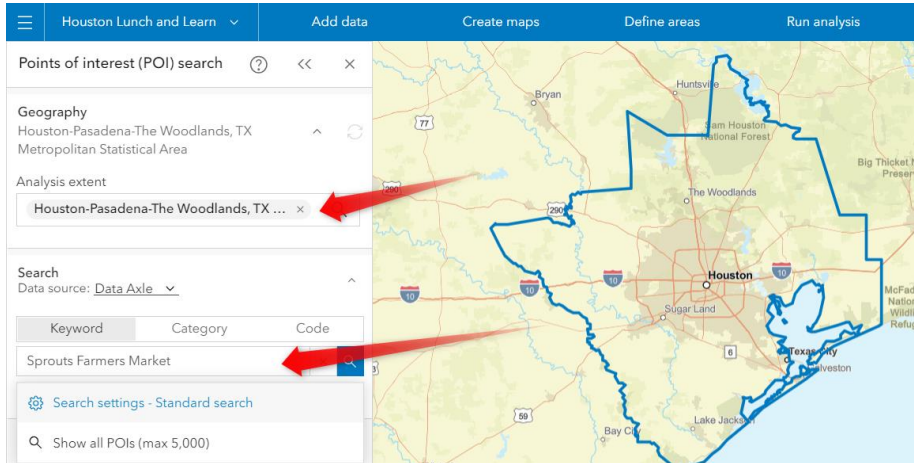 Houston Lunch and Learn
Add data
Create maps
Define areas
Run analysis
Points of interest (POI) search
Geography
Houston-Pasadena-The Woodlands, TX
Metropolitan Statistical Area
Analysis extent
Houston-Pasadena-The Woodlands, TX ...
Search
Data source: Data Axle
Keyword
Category
Code
Sprouts Farmers Market
Search settings - Standard search
Show all POIs (max 5,000)
Bryan
Huntsville
77
Sam Houston
National Forest
Big Thicket
Preser
290
The Woodlands
290
Houston
10
10
10
10
Sugar Land
McFad
Nation
Wildli
Refug
6
Texas City
Galveston
59
Lake Jackson
Bay City